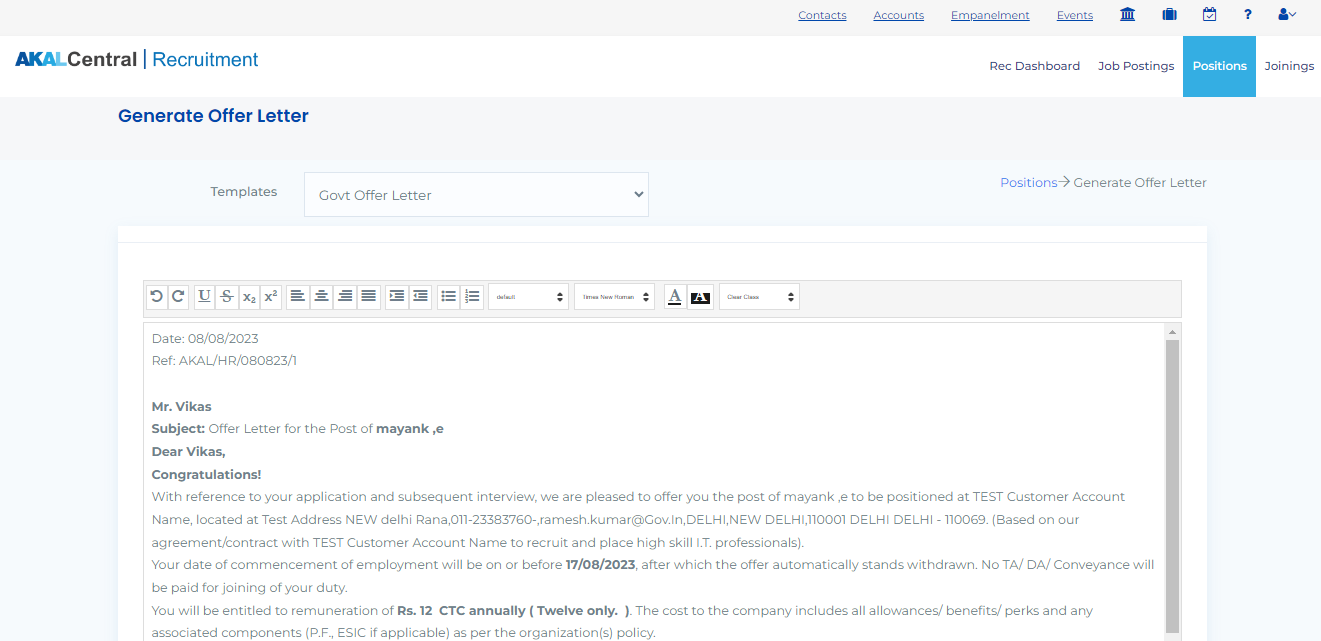 Contacts Accounts Empanelment Events ?
AKALCentral | Recruitment
Rec Dashboard Job Postings Positions Joinings
Generate Offer Letter
Templates Govt Offer Letter Positions→ Generate Offer Letter
U S x₂ x² default Times New Roman A A Clear Class
Date: 08/08/2023
Ref: AKAL/HR/080823/1
Mr. Vikas
Subject: Offer Letter for the Post of mayank ,e
Dear Vikas,
Congratulations!
With reference to your application and subsequent interview, we are pleased to offer you the post of mayank ,e to be positioned at TEST Customer Account
Name, located at Test Address NEW delhi Rana,011-23383760-,ramesh.kumar@Gov.In,DELHI,NEW DELHI,110001 DELHI DELHI - 110069. (Based on our
agreement/contract with TEST Customer Account Name to recruit and place high skill I.T. professionals).
Your date of commencement of employment will be on or before 17/08/2023, after which the offer automatically stands withdrawn. No TA/ DA/ Conveyance will
be paid for joining of your duty.
You will be entitled to remuneration of Rs. 12 CTC annually ( Twelve only. ). The cost to the company includes all allowances/ benefits/ perks and any
associated components (P.F., ESIC if applicable) as per the organization(s) policy.